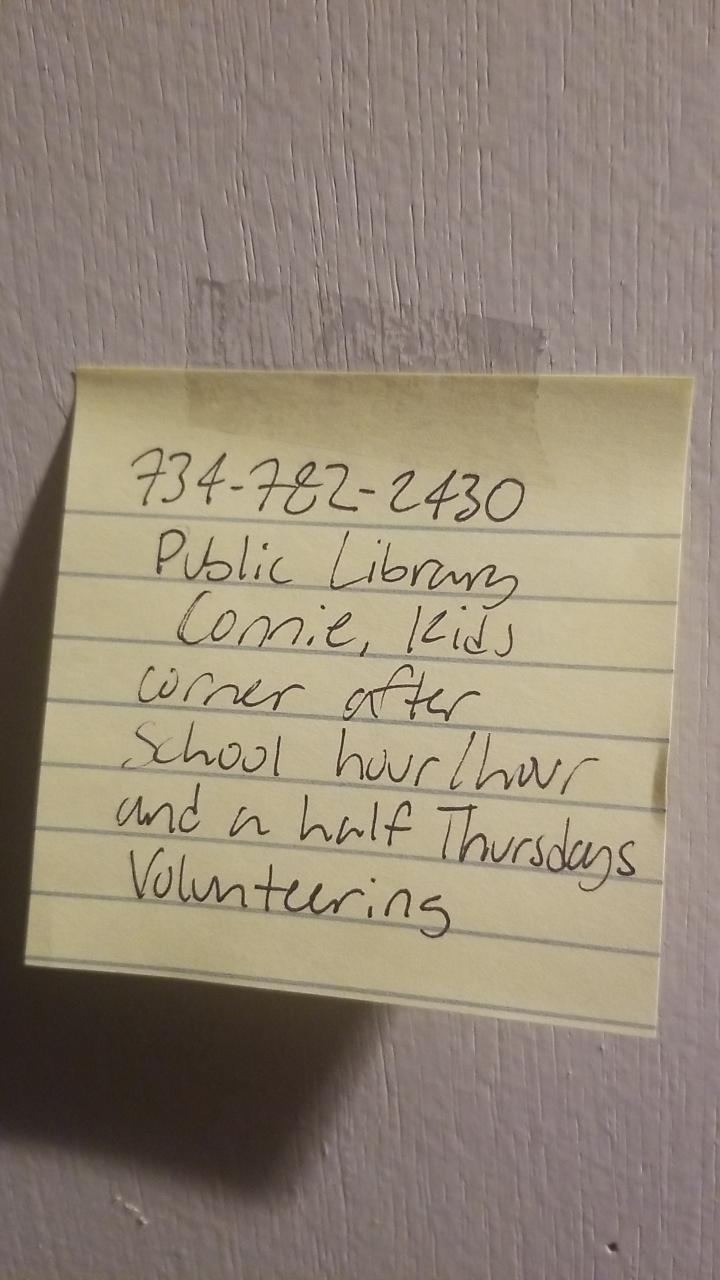 734-782-2430
Public Library
Connie, Kids
corner after
School hour/hour
and a half Thursdays
Volunteering